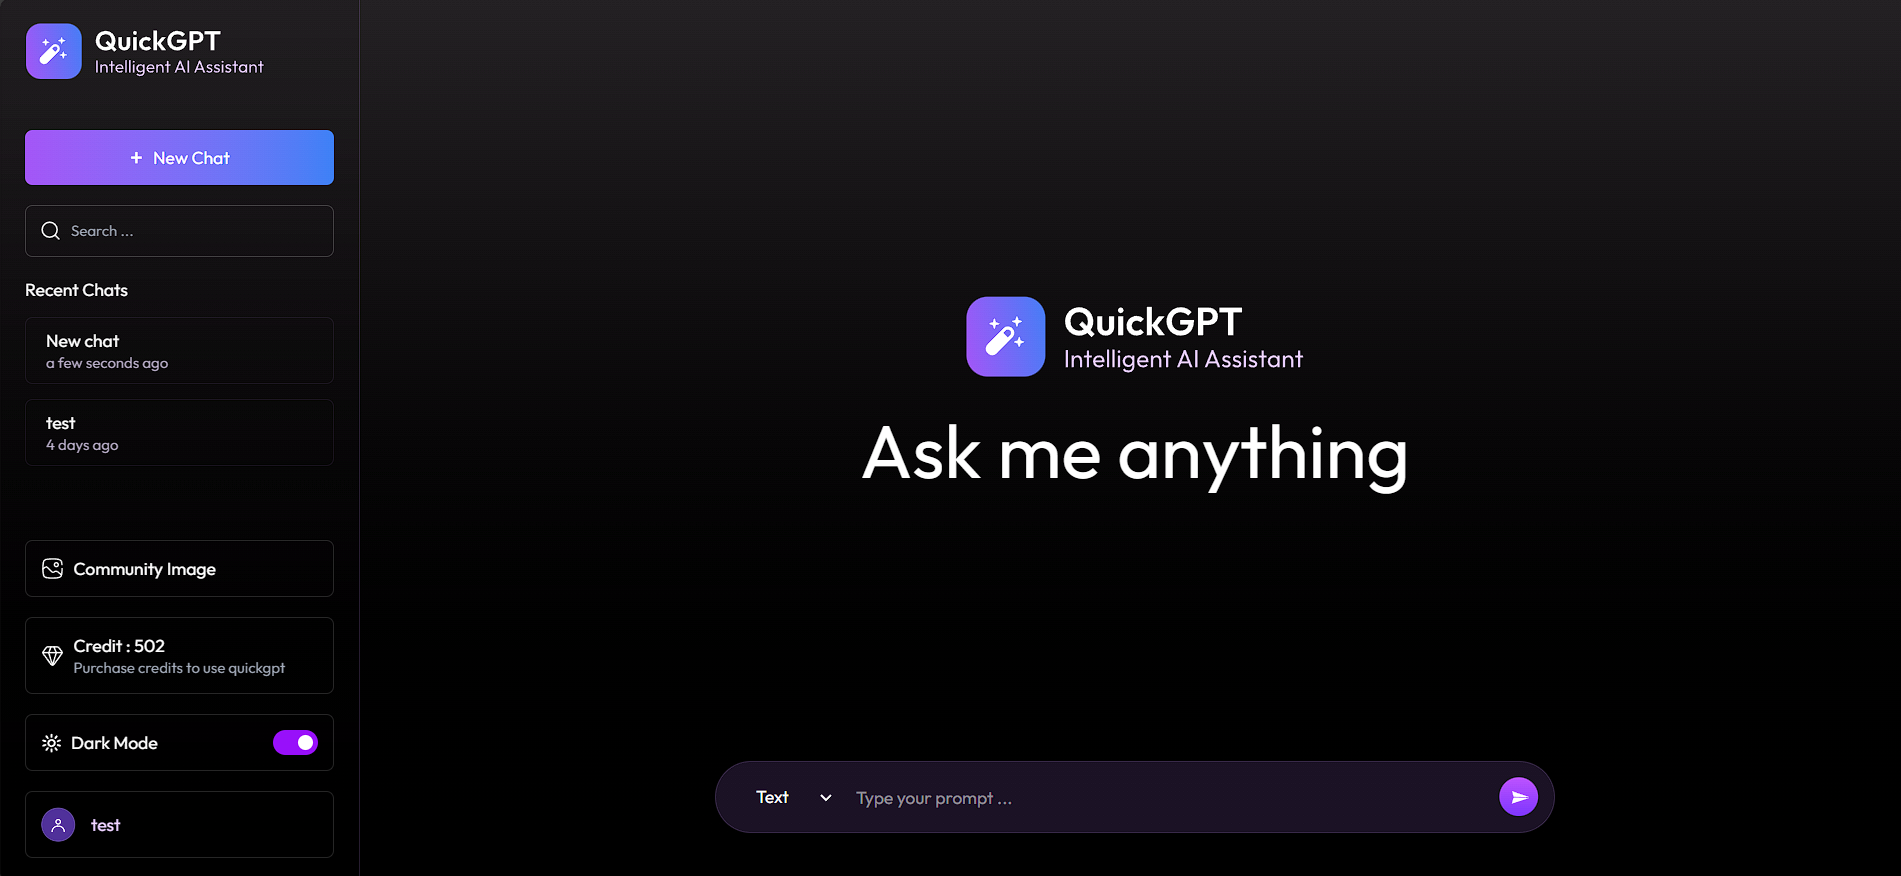 QuickGPT
Intelligent AI Assistant
+ New Chat
Search ...
Recent Chats
New chat
a few seconds ago
test
4 days ago
Community Image
Credit : 502
Purchase credits to use quickgpt
Dark Mode
test
QuickGPT
Intelligent AI Assistant
Ask me anything
Text
Type your prompt ...